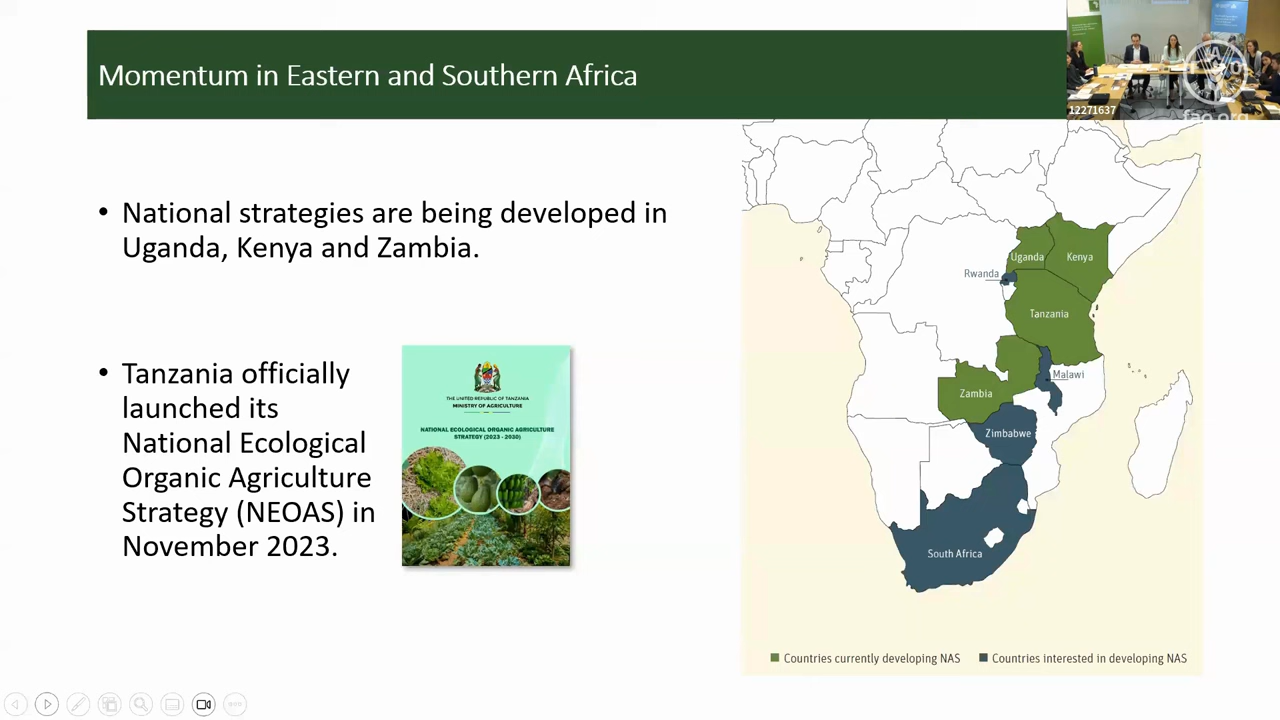 Momentum in Eastern and Southern Africa
12271637
fao.org
• National strategies are being developed in
Uganda, Kenya and Zambia.
• Tanzania officially
launched its
National Ecological
Organic Agriculture
Strategy (NEOAS) in
November 2023.
THE UNITED REPUBLIC OF TANZANIA
MINISTRY OF AGRICULTURE
NATIONAL ECOLOGICAL ORGANIC AGRICULTURE
STRATEGY (2023 - 2030)
Uganda
Kenya
Rwanda
Tanzania
Malawi
Zambia
Zimbabwe
South Africa
Countries currently developing NAS
Countries interested in developing NAS